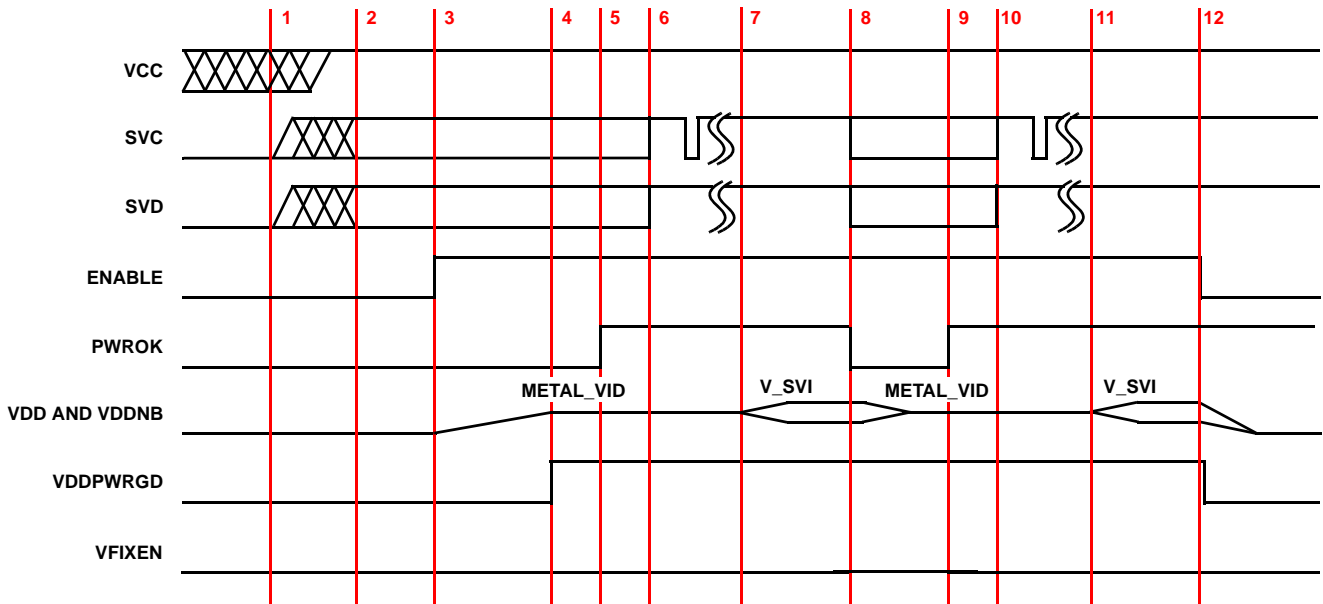 1 2 3 4 5 6 7 8 9 10 11 12
VCC
SVC
SVD
ENABLE
PWROK
METAL_VID V_SVI METAL_VID V_SVI
VDD AND VDDNB
VDDPWRGD
VFIXEN